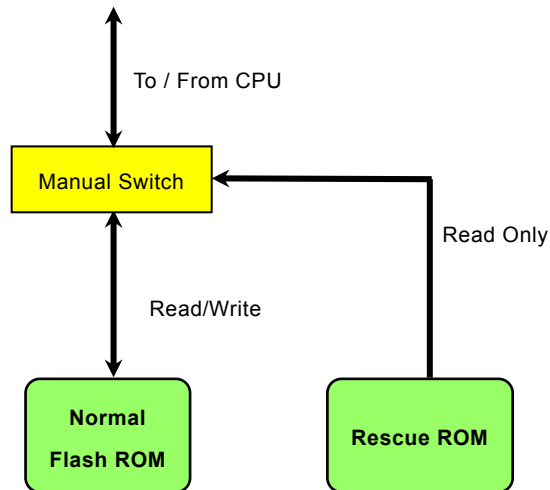 To / From CPU
Manual Switch
Read Only
Read/Write
Normal
Flash ROM
Rescue ROM